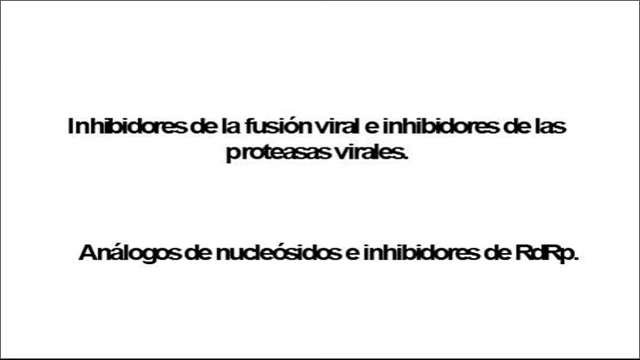 Inhibidores de la fusión viral e inhibidores de las
proteasas virales.
Análogos de nucleósidos e inhibidores de RdRp.